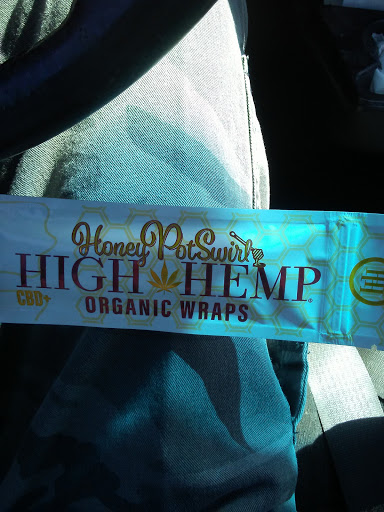 Honey Pot Swirl
HIGH HEMP®
CBD+
ORGANIC WRAPS